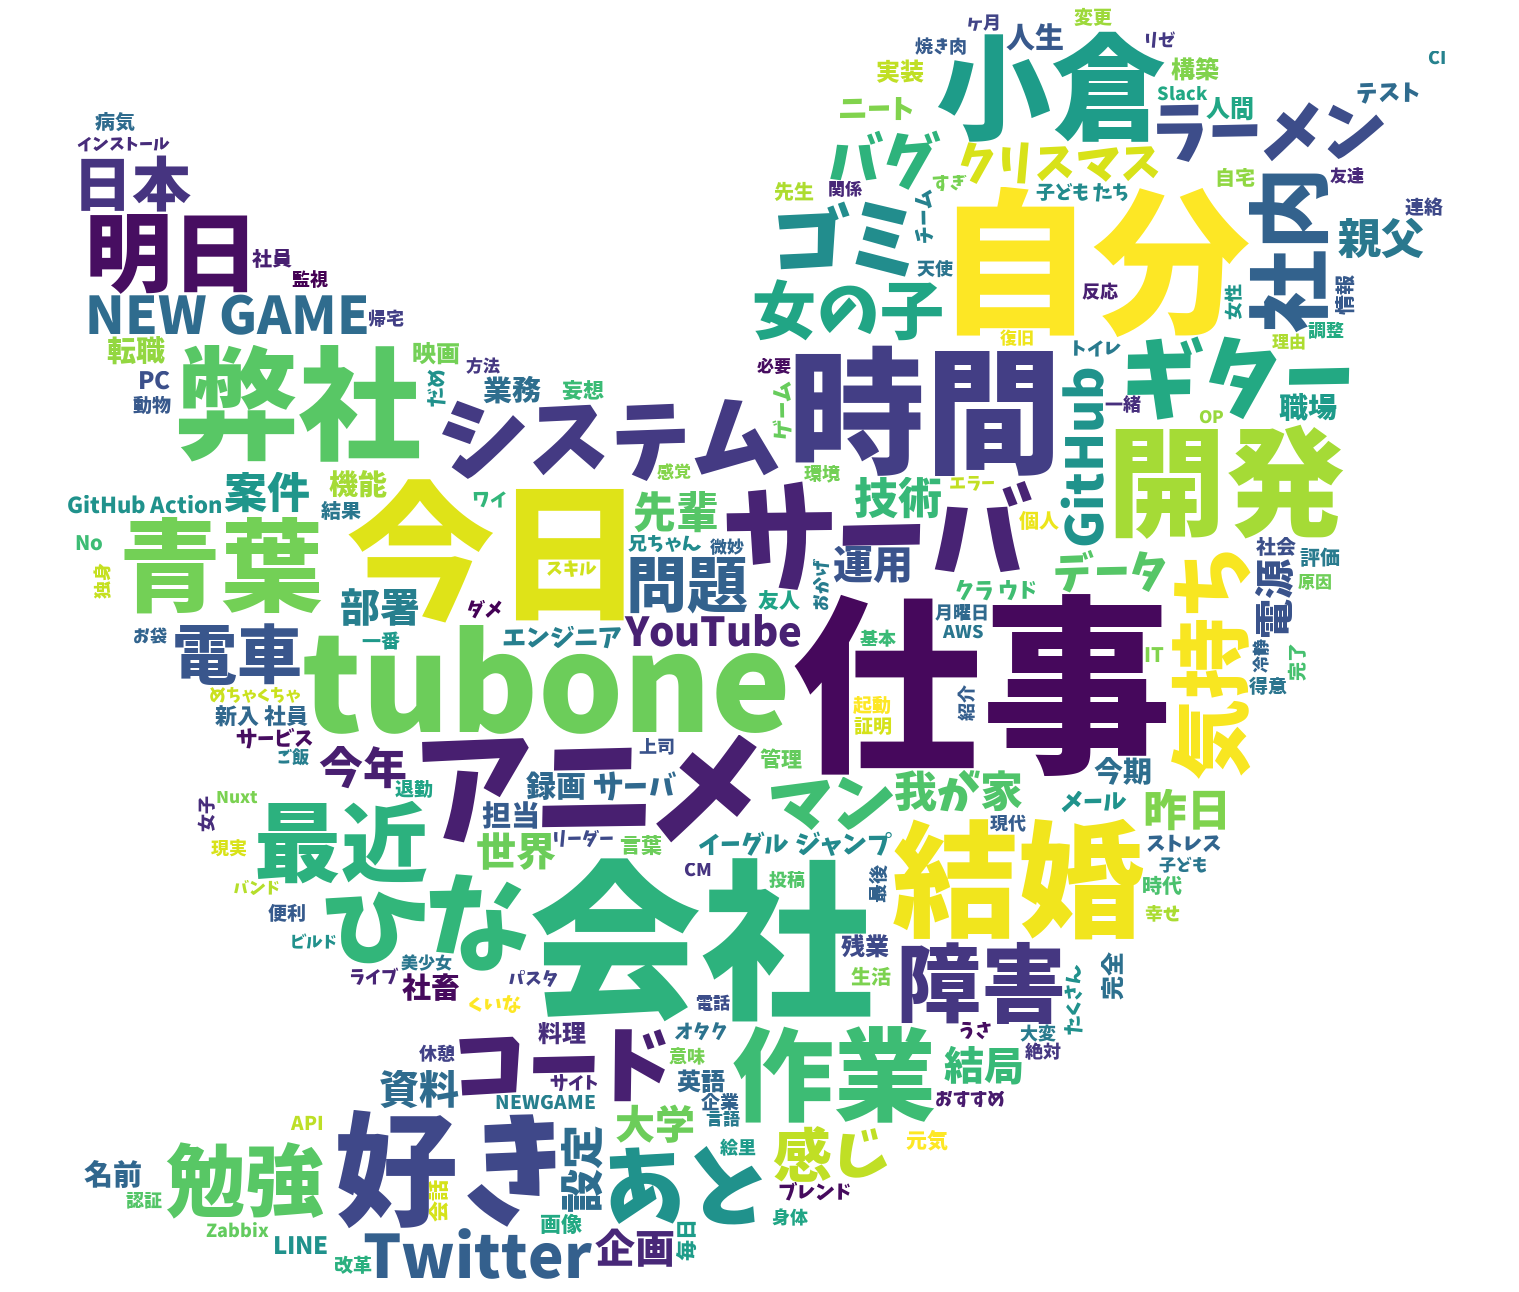 ヶ月
変更
人生
焼き肉
リゼ
小倉
CI
実装
構築
Slack
テスト
ニート
人間
ラーメン
病気
インストール
バグ
クリスマス
日本
先生
関係
すぎ
子ども たち
自宅
友達
社内
連絡
明日
ゴミ
チーム
自分
親父
社員
監視
天使
反応
女性
情報
NEW GAME
帰宅
女の子
復旧
調整
理由
転職
弊社
映画
方法
必要
時間
トイレ
ギター
PC
動物
ため
業務
妄想
ゲーム
GitHub
一緒
OP
職場
システム
開発
案件
機能
感覚
環境
GitHub Action
結果
ワイ
先輩
サーバ
技術
エラー
個人
青葉
今日
No
兄ちゃん
微妙
運用
データ
気持ち
社会
評価
独身
スキル
問題
おかげ
クラウド
電源
原因
部署
ダメ
友人
月曜日
AWS
お袋
電車
一番
エンジニア
YouTube
仕事
基本
IT
冷静
完了
tubone
得意
めちゃくちゃ
新入 社員
起動
証明
紹介
サービス
ご飯
今年
アニメ
上司
管理
今期
退勤
録画 サーバ
マン
我が家
メール
昨日
女子
Nuxt
最近
担当
現代
現実
世界
リーダー
言葉
イーグル ジャンプ
結婚
ストレス
子ども
CM
投稿
最後
時代
バンド
便利
ひな
会社
幸せ
ビルド
美少女
残業
障害
ライブ
社畜
パスタ
生活
完全
たくさん
くいな
電話
料理
オタク
うさ
大変
休憩
コード
意味
作業
結局
絶対
資料
サイト
英語
NEWGAME
企業
言語
おすすめ
API
好き
大学
絵里
感じ
元気
名前
勉強
設定
あと
認証
会話
ブレンド
Zabbix
画像
毎日
身体
LINE
改革
Twitter
企画